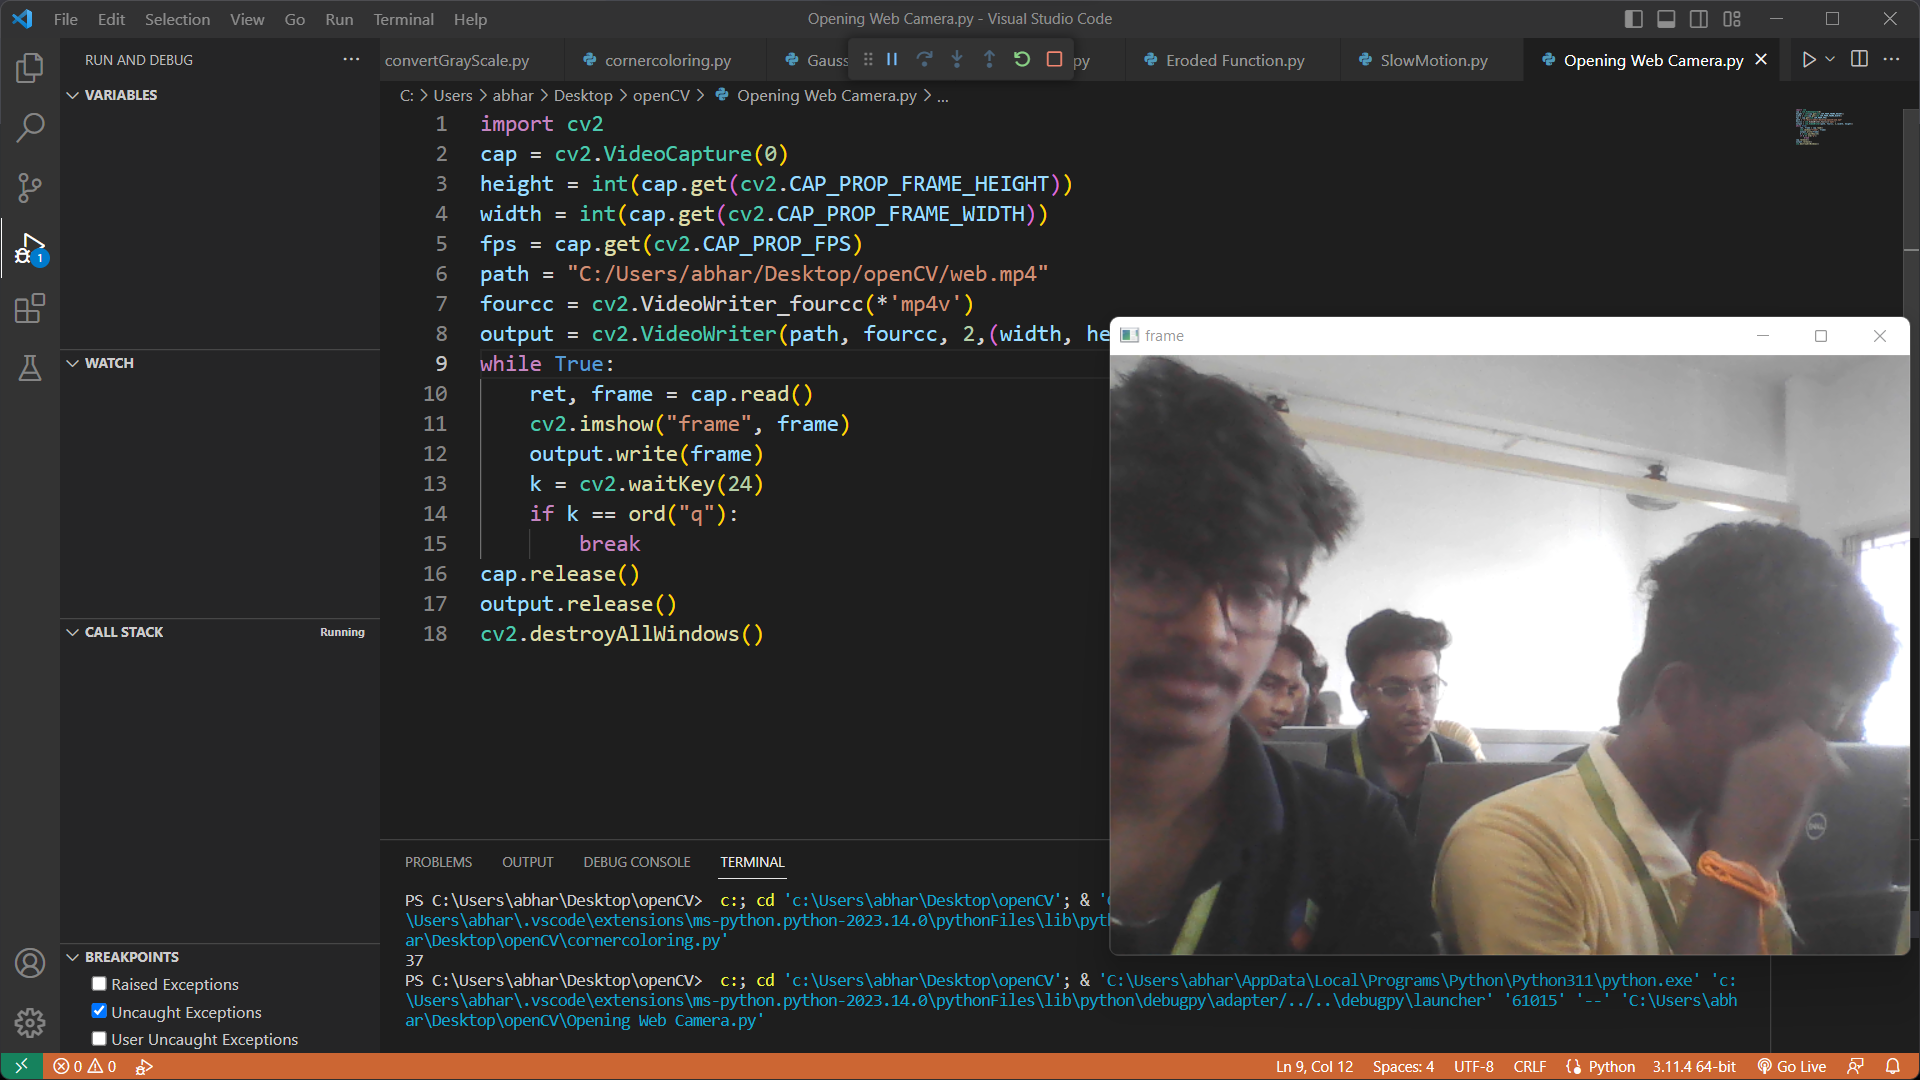 File Edit Selection View Go Run Terminal Help
Opening Web Camera.py - Visual Studio Code
RUN AND DEBUG
convertGrayScale.py cornercoloring.py Gauss py Eroded Function.py SlowMotion.py Opening Web Camera.py
C: > Users > abhar > Desktop > openCV > Opening Web Camera.py > ...
VARIABLES
WATCH
CALL STACK Running
BREAKPOINTS
Raised Exceptions
Uncaught Exceptions
User Uncaught Exceptions
1 import cv2
2 cap = cv2.VideoCapture(0)
3 height = int(cap.get(cv2.CAP_PROP_FRAME_HEIGHT))
4 width = int(cap.get(cv2.CAP_PROP_FRAME_WIDTH))
5 fps = cap.get(cv2.CAP_PROP_FPS)
6 path = "C:/Users/abhar/Desktop/openCV/web.mp4"
7 fourcc = cv2.VideoWriter_fourcc(*'mp4v')
8 output = cv2.VideoWriter(path, fourcc, 2,(width, he
9 while True:
10 ret, frame = cap.read()
11 cv2.imshow("frame", frame)
12 output.write(frame)
13 k = cv2.waitKey(24)
14 if k == ord("q"):
15 break
16 cap.release()
17 output.release()
18 cv2.destroyAllWindows()
frame
DELL
PROBLEMS OUTPUT DEBUG CONSOLE TERMINAL
PS C:\Users\abhar\Desktop\openCV> c:; cd 'c:\Users\abhar\Desktop\openCV'; & '
\Users\abhar\.vscode\extensions\ms-python.python-2023.14.0\pythonFiles\lib\pyth
ar\Desktop\openCV\cornercoloring.py'
37
PS C:\Users\abhar\Desktop\openCV> c:; cd 'c:\Users\abhar\Desktop\openCV'; & 'C:\Users\abhar\AppData\Local\Programs\Python\Python311\python.exe' 'c:
\Users\abhar\.vscode\extensions\ms-python.python-2023.14.0\pythonFiles\lib\python\debugpy\adapter/../..\debugpy\launcher' '61015' '--' 'C:\Users\abh
ar\Desktop\openCV\Opening Web Camera.py'
1
0 0
Ln 9, Col 12 Spaces: 4 UTF-8 CRLF Python 3.11.4 64-bit Go Live